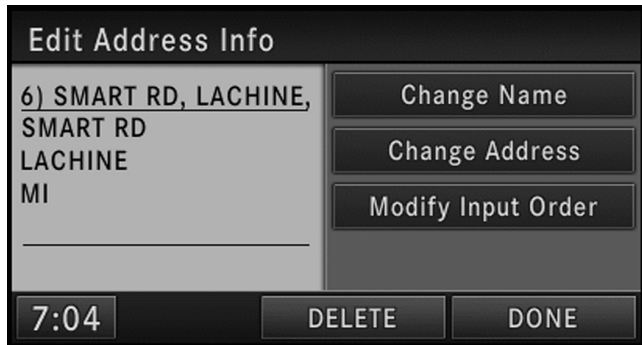 Edit Address Info
6) SMART RD, LACHINE,
SMART RD
LACHINE
MI
Change Name
Change Address
Modify Input Order
7:04
DELETE
DONE